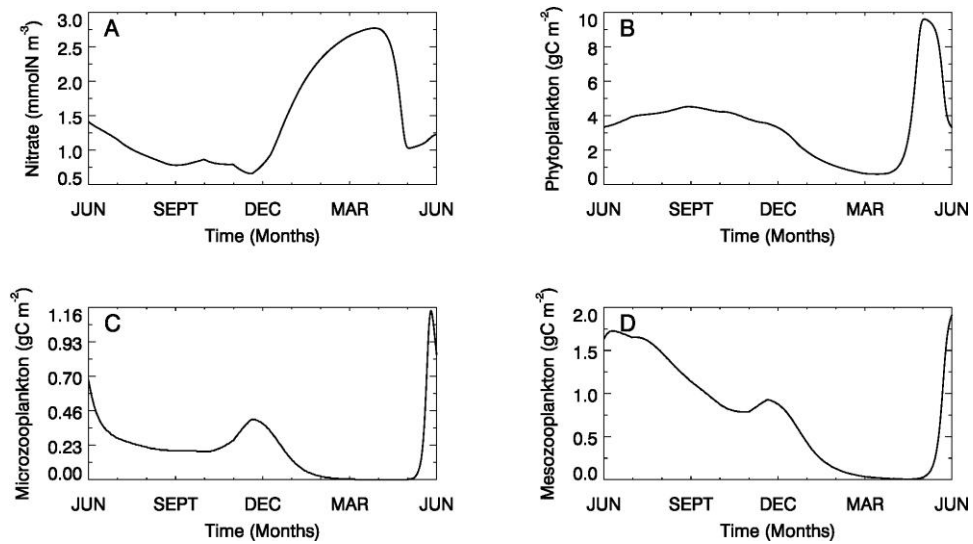 A
Nitrate (mmolN m-3)
3.0
2.5
1.5
1.0
0.5
JUN SEPT DEC MAR JUN
Time (Months)
B
Phytoplankton (gC m-2)
10
8
6
4
2
0
JUN SEPT DEC MAR JUN
Time (Months)
C
Microzooplankton (gC m-2)
1.16
0.93
0.70
0.46
0.23
0.00
JUN SEPT DEC MAR JUN
Time (Months)
D
Mesozooplankton (gC m-2)
2.0
1.5
1.0
0.5
0.0
JUN SEPT DEC MAR JUN
Time (Months)